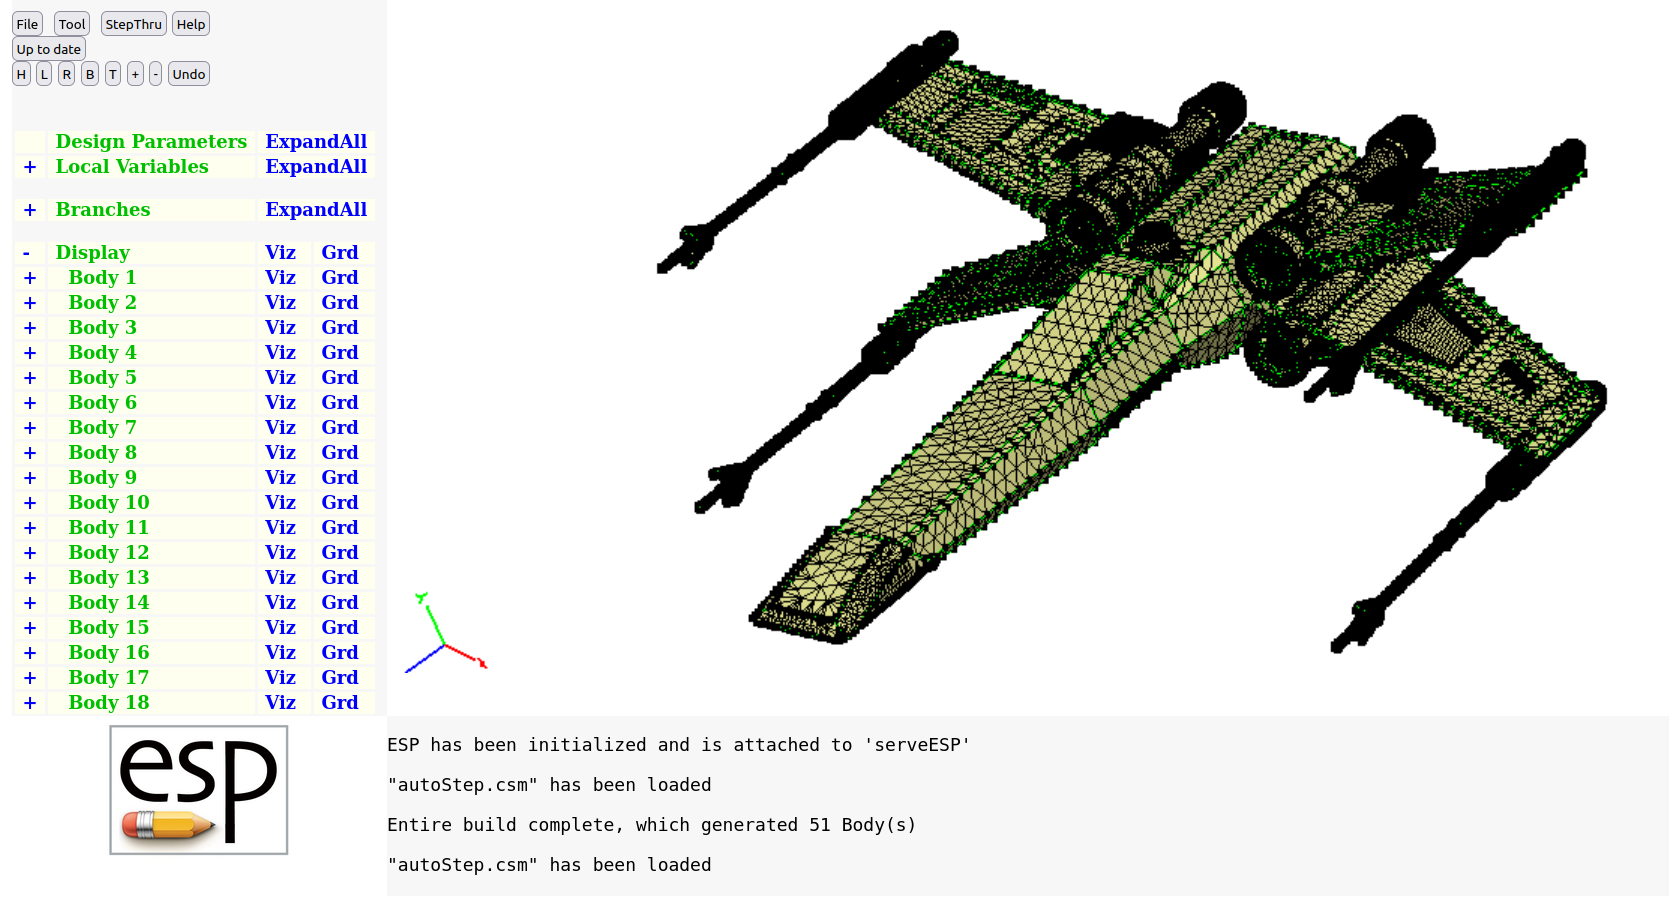 File Tool StepThru Help
Up to date
H L R B T + - Undo
Design Parameters ExpandAll
+ Local Variables ExpandAll
+ Branches ExpandAll
- Display Viz Grd
+ Body 1 Viz Grd
+ Body 2 Viz Grd
+ Body 3 Viz Grd
+ Body 4 Viz Grd
+ Body 5 Viz Grd
+ Body 6 Viz Grd
+ Body 7 Viz Grd
+ Body 8 Viz Grd
+ Body 9 Viz Grd
+ Body 10 Viz Grd
+ Body 11 Viz Grd
+ Body 12 Viz Grd
+ Body 13 Viz Grd
+ Body 14 Viz Grd
+ Body 15 Viz Grd
+ Body 16 Viz Grd
+ Body 17 Viz Grd
+ Body 18 Viz Grd
esp
ESP has been initialized and is attached to 'serveESP'
"autoStep.csm" has been loaded
Entire build complete, which generated 51 Body(s)
"autoStep.csm" has been loaded